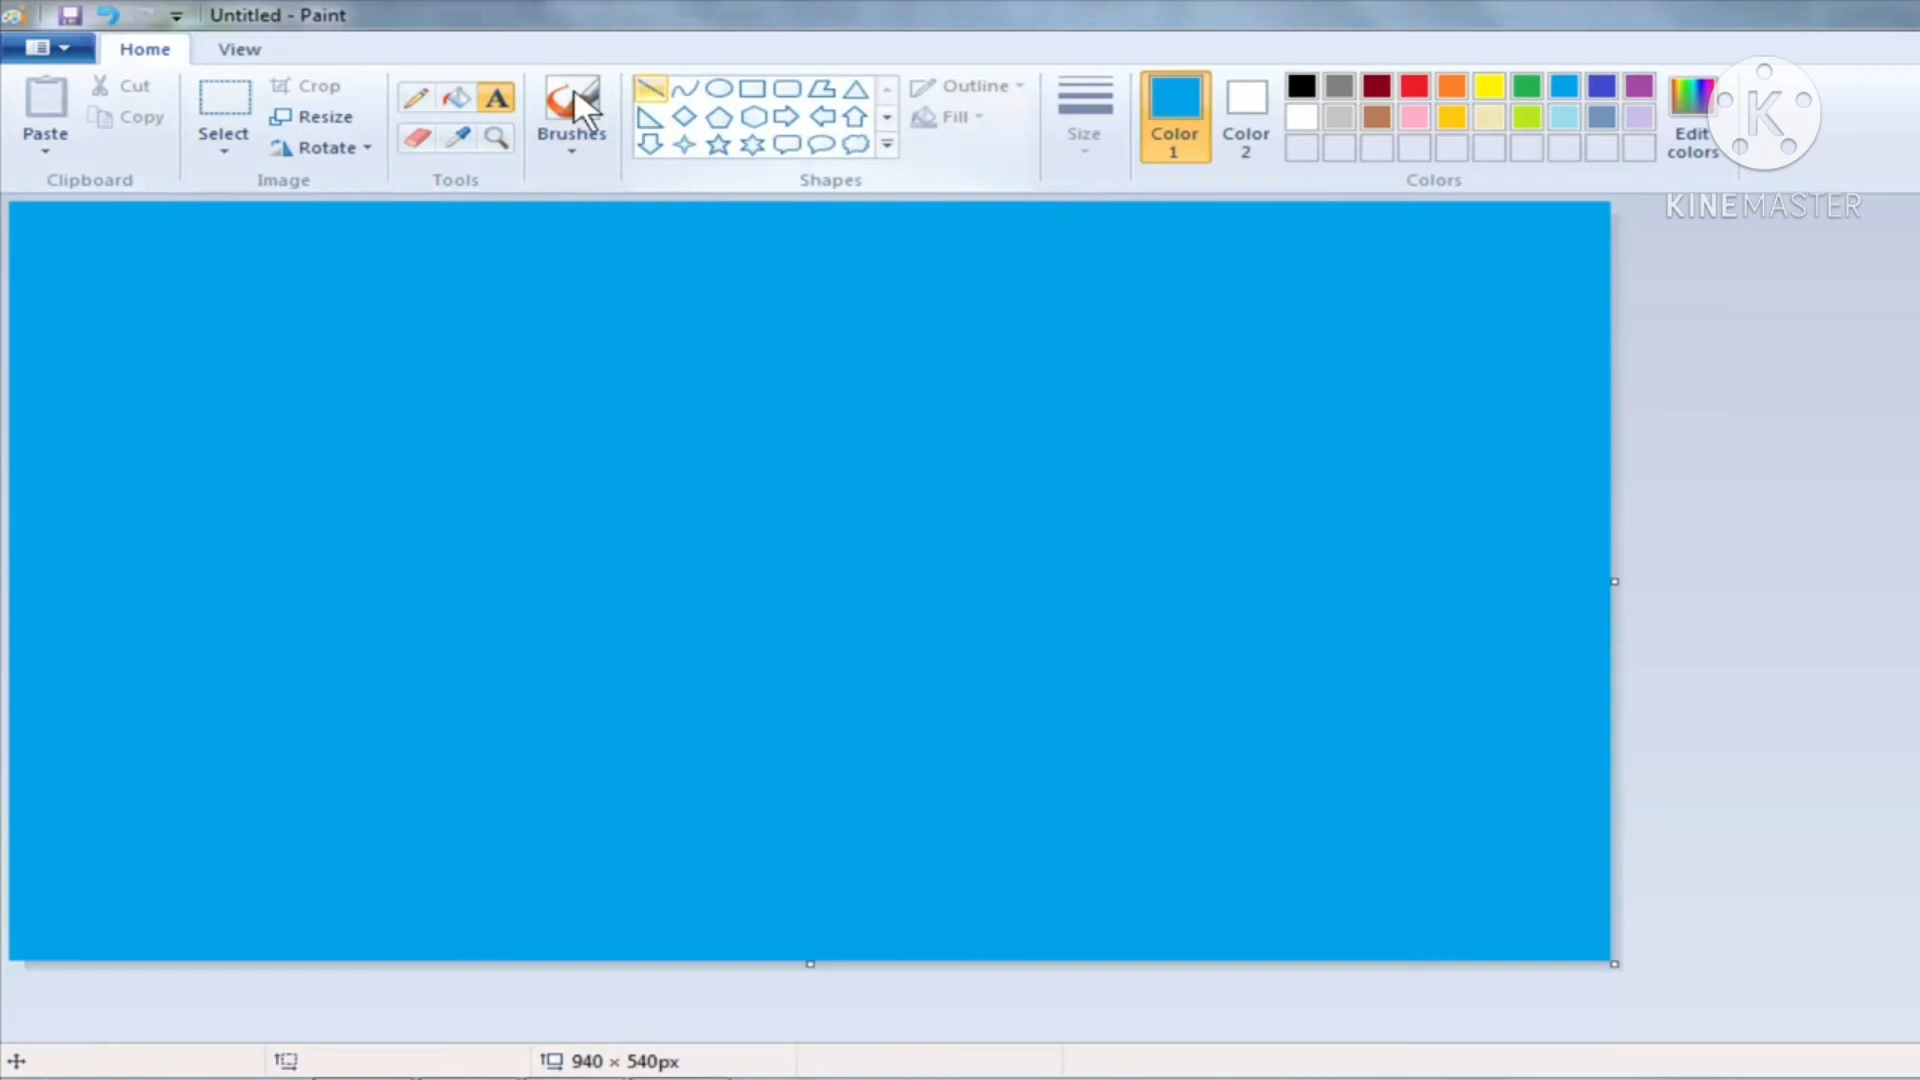 Untitled - Paint
Home View
Cut
Copy
Paste
Clipboard
Select
Crop
Resize
Rotate
Image
A
Tools
Brushes
Shapes
Outline
Fill
Size
Color 1
Color 2
Edit colors
Colors
K
KINEMASTER
940 × 540px